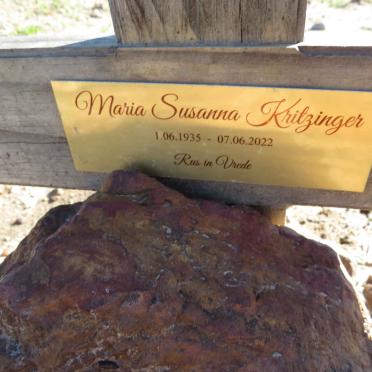 Maria Susanna Kritzinger
1.06.1935 - 07.06.2022
Rus in Vrede